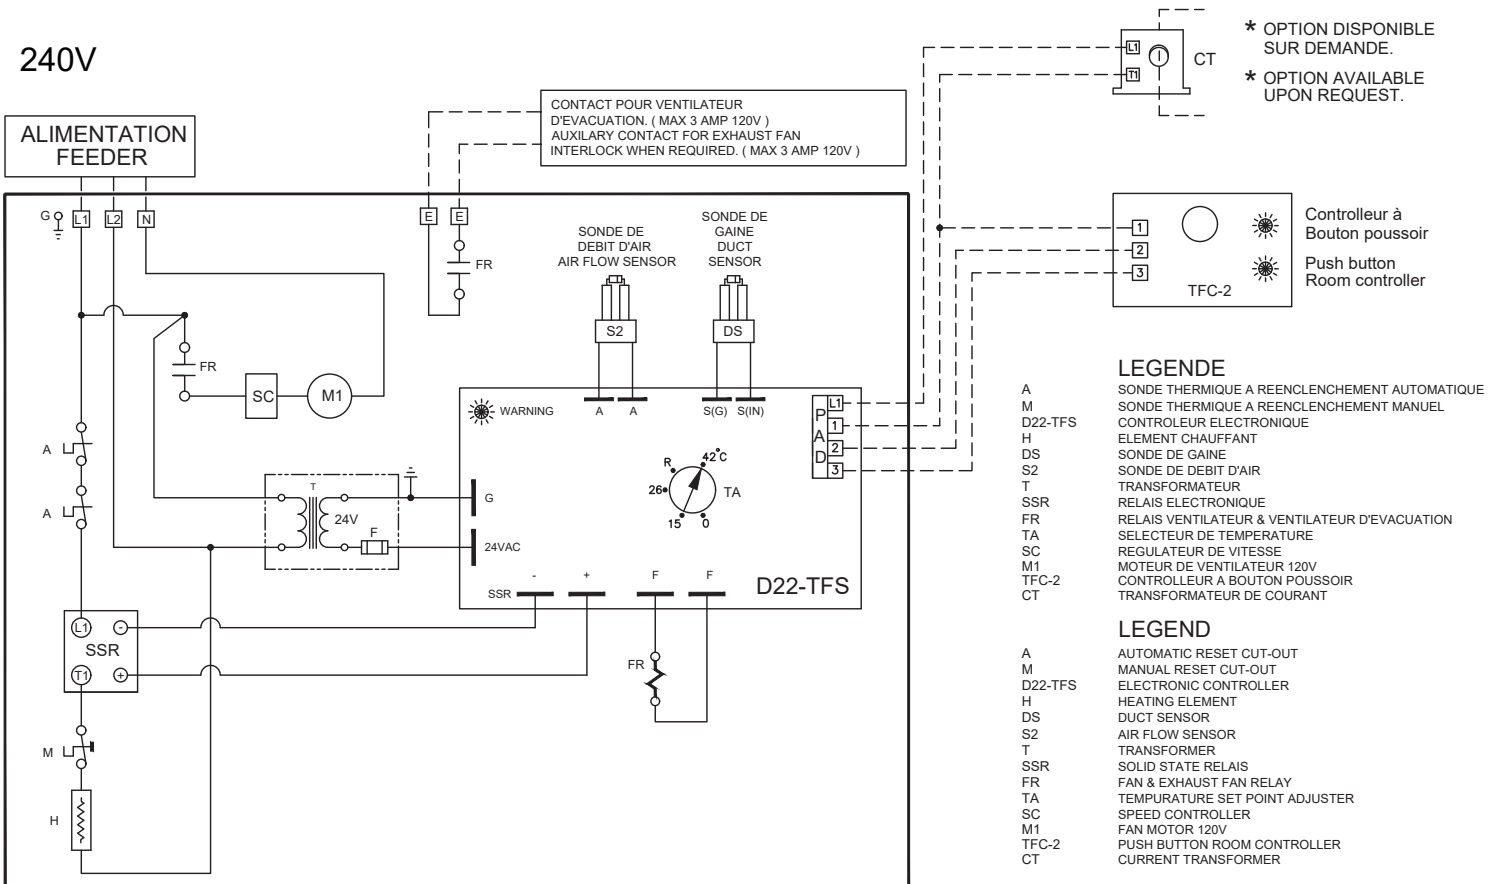 240V
ALIMENTATION
FEEDER
CONTACT POUR VENTILATEUR
D'EVACUATION. ( MAX 3 AMP 120V )
AUXILARY CONTACT FOR EXHAUST FAN
INTERLOCK WHEN REQUIRED. ( MAX 3 AMP 120V )
L1
T1
CT
* OPTION DISPONIBLE
SUR DEMANDE.
* OPTION AVAILABLE
UPON REQUEST.
G
L1
L2
N
E
E
FR
SONDE DE
DEBIT D'AIR
AIR FLOW SENSOR
S2
SONDE DE
GAINE
DUCT
SENSOR
DS
1
2
3
TFC-2
Controlleur à
Bouton poussoir
Push button
Room controller
FR
SC
M1
A
A
T
24V
F
WARNING
A
A
S(G)
S(IN)
PAD
L1
1
2
3
R
42°C
26
TA
15
0
G
24VAC
SSR
-
+
F
F
D22-TFS
L1
-
SSR
T1
+
FR
M
H
LEGENDE
A SONDE THERMIQUE A REENCLENCHEMENT AUTOMATIQUE
M SONDE THERMIQUE A REENCLENCHEMENT MANUEL
D22-TFS CONTROLEUR ELECTRONIQUE
H ELEMENT CHAUFFANT
DS SONDE DE GAINE
S2 SONDE DE DEBIT D'AIR
T TRANSFORMATEUR
SSR RELAIS ELECTRONIQUE
FR RELAIS VENTILATEUR & VENTILATEUR D'EVACUATION
TA SELECTEUR DE TEMPERATURE
SC REGULATEUR DE VITESSE
M1 MOTEUR DE VENTILATEUR 120V
TFC-2 CONTROLLEUR A BOUTON POUSSOIR
CT TRANSFORMATEUR DE COURANT
LEGEND
A AUTOMATIC RESET CUT-OUT
M MANUAL RESET CUT-OUT
D22-TFS ELECTRONIC CONTROLLER
H HEATING ELEMENT
DS DUCT SENSOR
S2 AIR FLOW SENSOR
T TRANSFORMER
SSR SOLID STATE RELAIS
FR FAN & EXHAUST FAN RELAY
TA TEMPURATURE SET POINT ADJUSTER
SC SPEED CONTROLLER
M1 FAN MOTOR 120V
TFC-2 PUSH BUTTON ROOM CONTROLLER
CT CURRENT TRANSFORMER